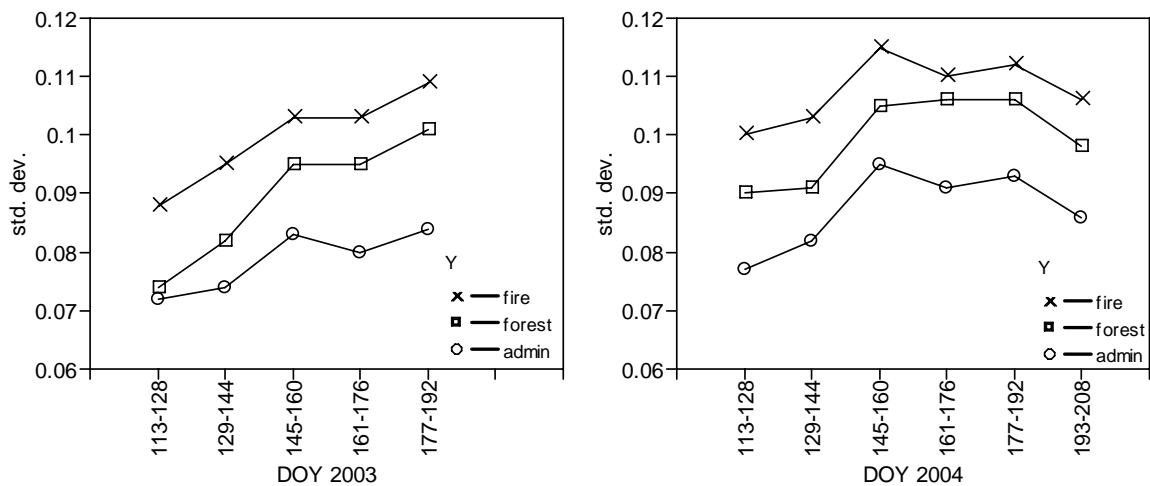 0.12
0.11
0.1
0.09
0.08
0.07
0.06
std. dev.
113-128
129-144
145-160
161-176
177-192
DOY 2003
Y
fire
forest
admin
0.12
0.11
0.1
0.09
0.08
0.07
0.06
std. dev.
113-128
129-144
145-160
161-176
177-192
193-208
DOY 2004
Y
fire
forest
admin